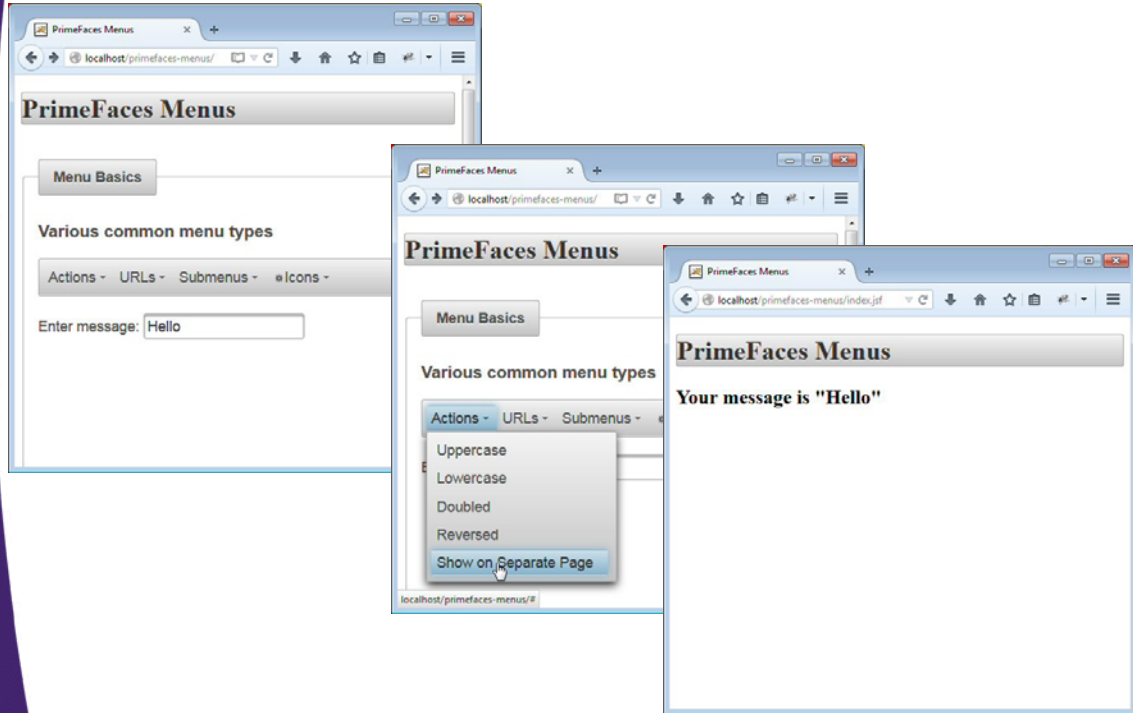 PrimeFaces Menus
localhost/primefaces-menus/
PrimeFaces Menus
Menu Basics
Various common menu types
Actions URLs Submenus Icons
Enter message: Hello
PrimeFaces Menus
localhost/primefaces-menus/
PrimeFaces Menus
Menu Basics
Various common menu types
Actions URLs Submenus
Uppercase
Lowercase
Doubled
Reversed
Show on Separate Page
localhost/primefaces-menus/#
PrimeFaces Menus
localhost/primefaces-menus/index.jsf
PrimeFaces Menus
Your message is "Hello"